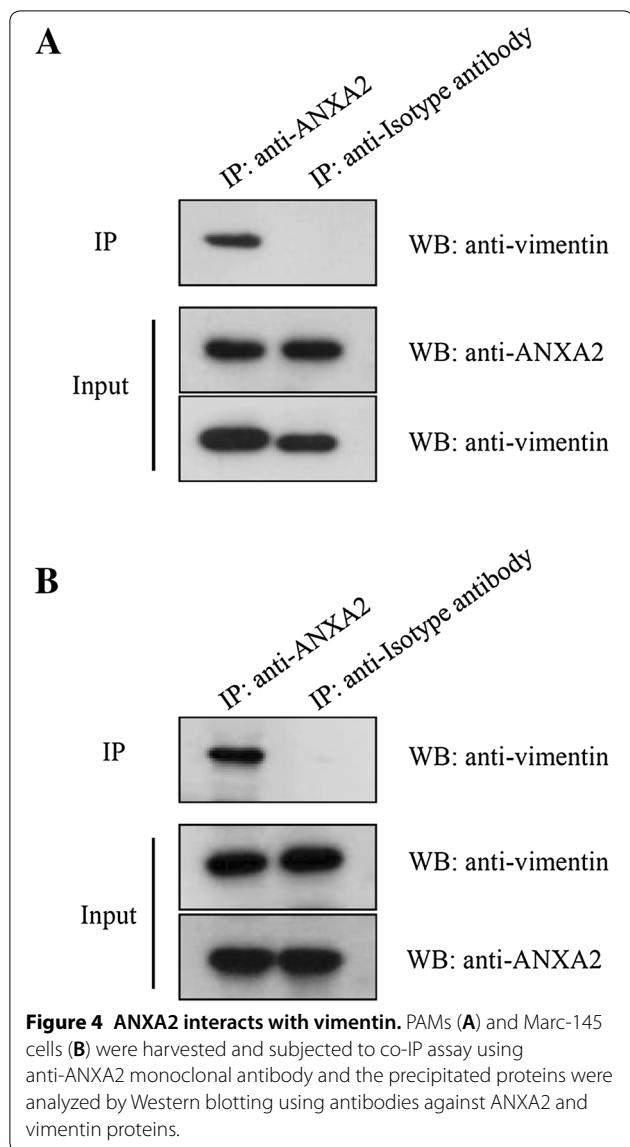 A
IP: anti-ANXA2
IP: anti-Isotype antibody
IP
WB: anti-vimentin
Input
WB: anti-ANXA2
WB: anti-vimentin
B
IP: anti-ANXA2
IP: anti-Isotype antibody
IP
WB: anti-vimentin
Input
WB: anti-vimentin
WB: anti-ANXA2
Figure 4 ANXA2 interacts with vimentin. PAMs (A) and Marc-145
cells (B) were harvested and subjected to co-IP assay using
anti-ANXA2 monoclonal antibody and the precipitated proteins were
analyzed by Western blotting using antibodies against ANXA2 and
vimentin proteins.